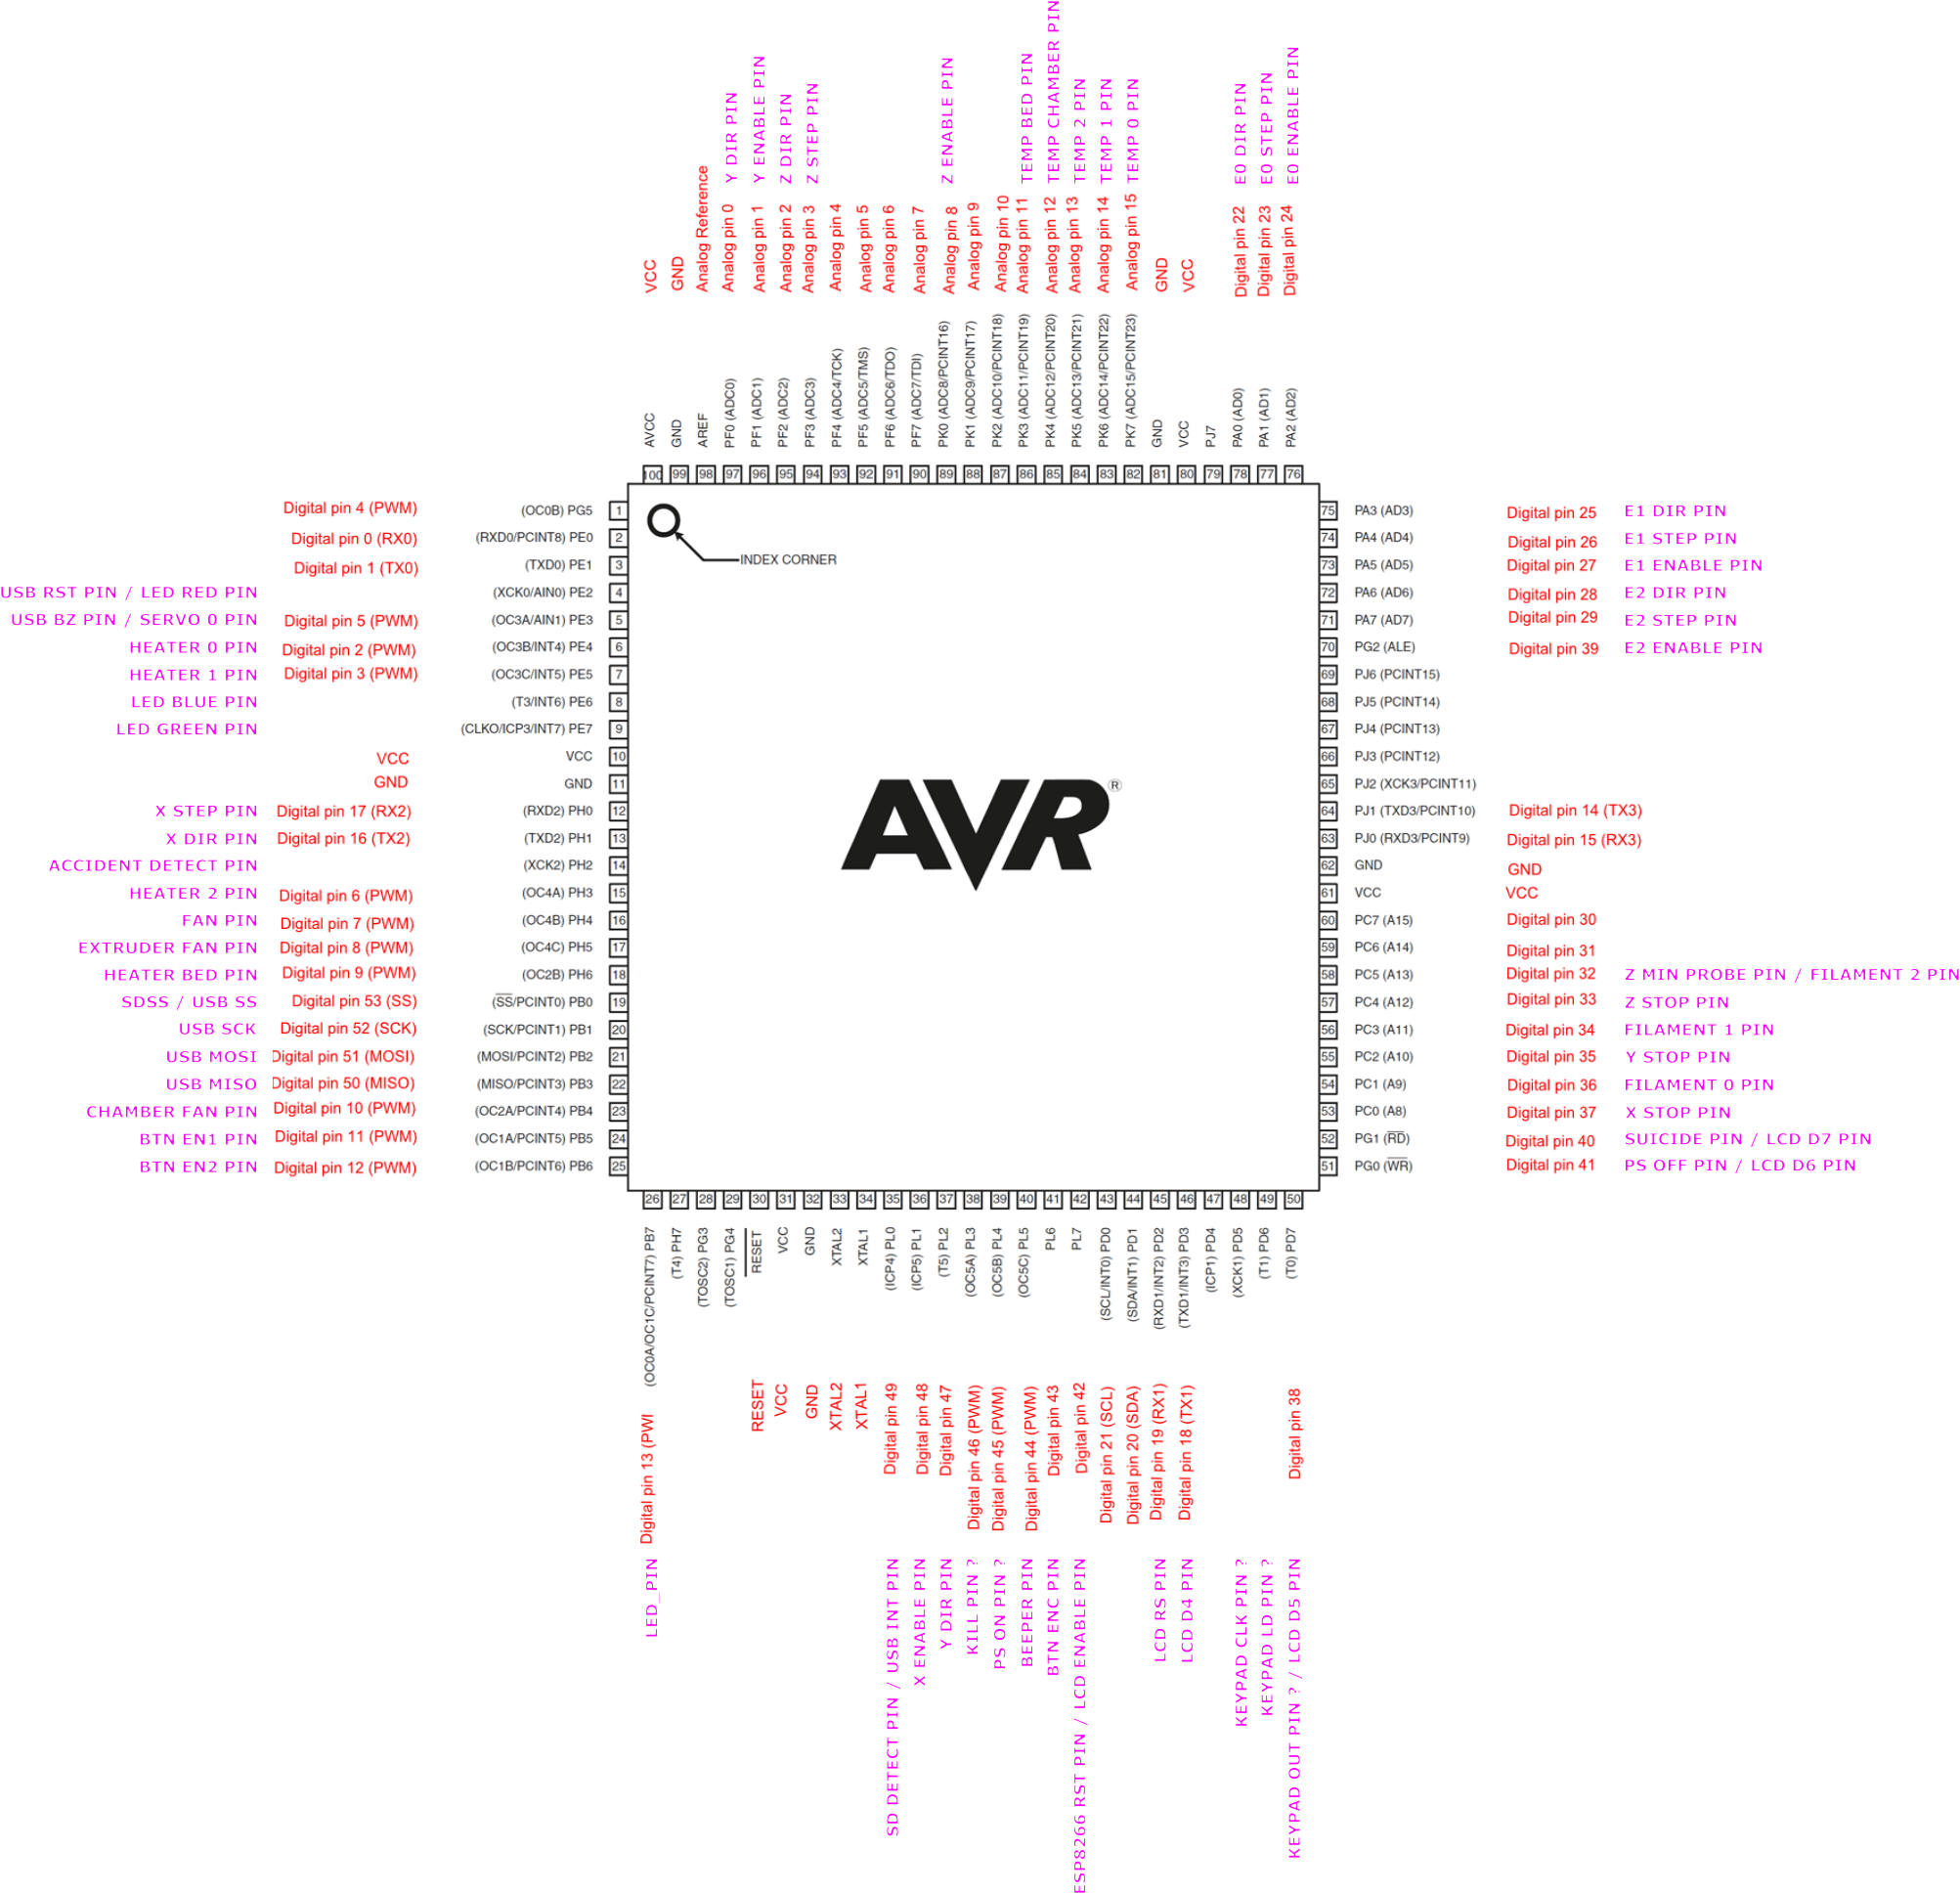 Y DIR PIN
Y ENABLE PIN
Z DIR PIN
Z STEP PIN
Z ENABLE PIN
TEMP BED PIN
TEMP CHAMBER PIN
TEMP 2 PIN
TEMP 1 PIN
TEMP 0 PIN
E0 DIR PIN
E0 STEP PIN
E0 ENABLE PIN
VCC
GND
Analog Reference
Analog pin 0
Analog pin 1
Analog pin 2
Analog pin 3
Analog pin 4
Analog pin 5
Analog pin 6
Analog pin 7
Analog pin 8
Analog pin 9
Analog pin 10
Analog pin 11
Analog pin 12
Analog pin 13
Analog pin 14
Analog pin 15
GND
VCC
Digital pin 22
Digital pin 23
Digital pin 24
AVCC
GND
AREF
PF0 (ADC0)
PF1 (ADC1)
PF2 (ADC2)
PF3 (ADC3)
PF4 (ADC4/TCK)
PF5 (ADC5/TMS)
PF6 (ADC6/TDO)
PF7 (ADC7/TDI)
PK0 (ADC8/PCINT16)
PK1 (ADC9/PCINT17)
PK2 (ADC10/PCINT18)
PK3 (ADC11/PCINT19)
PK4 (ADC12/PCINT20)
PK5 (ADC13/PCINT21)
PK6 (ADC14/PCINT22)
PK7 (ADC15/PCINT23)
GND
VCC
PJ7
PA0 (AD0)
PA1 (AD1)
PA2 (AD2)
100 99 98 97 96 95 94 93 92 91 90 89 88 87 86 85 84 83 82 81 80 79 78 77 76
Digital pin 4 (PWM) (OC0B) PG5 1
Digital pin 0 (RX0) (RXD0/PCINT8) PE0 2
Digital pin 1 (TX0) (TXD0) PE1 3
USB RST PIN / LED RED PIN (XCK0/AIN0) PE2 4
USB BZ PIN / SERVO 0 PIN Digital pin 5 (PWM) (OC3A/AIN1) PE3 5
HEATER 0 PIN Digital pin 2 (PWM) (OC3B/INT4) PE4 6
HEATER 1 PIN Digital pin 3 (PWM) (OC3C/INT5) PE5 7
LED BLUE PIN (T3/INT6) PE6 8
LED GREEN PIN (CLKO/ICP3/INT7) PE7 9
VCC VCC 10
GND GND 11
X STEP PIN Digital pin 17 (RX2) (RXD2) PH0 12
X DIR PIN Digital pin 16 (TX2) (TXD2) PH1 13
ACCIDENT DETECT PIN (XCK2) PH2 14
HEATER 2 PIN Digital pin 6 (PWM) (OC4A) PH3 15
FAN PIN Digital pin 7 (PWM) (OC4B) PH4 16
EXTRUDER FAN PIN Digital pin 8 (PWM) (OC4C) PH5 17
HEATER BED PIN Digital pin 9 (PWM) (OC2B) PH6 18
SDSS / USB SS Digital pin 53 (SS) (SS/PCINT0) PB0 19
USB SCK Digital pin 52 (SCK) (SCK/PCINT1) PB1 20
USB MOSI Digital pin 51 (MOSI) (MOSI/PCINT2) PB2 21
USB MISO Digital pin 50 (MISO) (MISO/PCINT3) PB3 22
CHAMBER FAN PIN Digital pin 10 (PWM) (OC2A/PCINT4) PB4 23
BTN EN1 PIN Digital pin 11 (PWM) (OC1A/PCINT5) PB5 24
BTN EN2 PIN Digital pin 12 (PWM) (OC1B/PCINT6) PB6 25
INDEX CORNER
AVR®
75 PA3 (AD3) Digital pin 25 E1 DIR PIN
74 PA4 (AD4) Digital pin 26 E1 STEP PIN
73 PA5 (AD5) Digital pin 27 E1 ENABLE PIN
72 PA6 (AD6) Digital pin 28 E2 DIR PIN
71 PA7 (AD7) Digital pin 29 E2 STEP PIN
70 PG2 (ALE) Digital pin 39 E2 ENABLE PIN
69 PJ6 (PCINT15)
68 PJ5 (PCINT14)
67 PJ4 (PCINT13)
66 PJ3 (PCINT12)
65 PJ2 (XCK3/PCINT11)
64 PJ1 (TXD3/PCINT10) Digital pin 14 (TX3)
63 PJ0 (RXD3/PCINT9) Digital pin 15 (RX3)
62 GND GND
61 VCC VCC
60 PC7 (A15) Digital pin 30
59 PC6 (A14) Digital pin 31
58 PC5 (A13) Digital pin 32 Z MIN PROBE PIN / FILAMENT 2 PIN
57 PC4 (A12) Digital pin 33 Z STOP PIN
56 PC3 (A11) Digital pin 34 FILAMENT 1 PIN
55 PC2 (A10) Digital pin 35 Y STOP PIN
54 PC1 (A9) Digital pin 36 FILAMENT 0 PIN
53 PC0 (A8) Digital pin 37 X STOP PIN
52 PG1 (RD) Digital pin 40 SUICIDE PIN / LCD D7 PIN
51 PG0 (WR) Digital pin 41 PS OFF PIN / LCD D6 PIN
26 27 28 29 30 31 32 33 34 35 36 37 38 39 40 41 42 43 44 45 46 47 48 49 50
(OC0A/OC1C/PCINT7) PB7
(T4) PH7
(TOSC2) PG3
(TOSC1) PG4
RESET
VCC
GND
XTAL2
XTAL1
(ICP4) PL0
(ICP5) PL1
(T5) PL2
(OC5A) PL3
(OC5B) PL4
(OC5C) PL5
PL6
PL7
(SCL/INT0) PD0
(SDA/INT1) PD1
(RXD1/INT2) PD2
(TXD1/INT3) PD3
(ICP1) PD4
(XCK1) PD5
(T1) PD6
(T0) PD7
Digital pin 13 (PWI
RESET
VCC
GND
XTAL2
XTAL1
Digital pin 49
Digital pin 48
Digital pin 47
Digital pin 46 (PWM)
Digital pin 45 (PWM)
Digital pin 44 (PWM)
Digital pin 43
Digital pin 42
Digital pin 21 (SCL)
Digital pin 20 (SDA)
Digital pin 19 (RX1)
Digital pin 18 (TX1)
Digital pin 38
LED_PIN
SD DETECT PIN / USB INT PIN
X ENABLE PIN
Y DIR PIN
KILL PIN ?
PS ON PIN ?
BEEPER PIN
BTN ENC PIN
ESP8266 RST PIN / LCD ENABLE PIN
LCD RS PIN
LCD D4 PIN
KEYPAD CLK PIN ?
KEYPAD LD PIN ?
KEYPAD OUT PIN ? / LCD D5 PIN